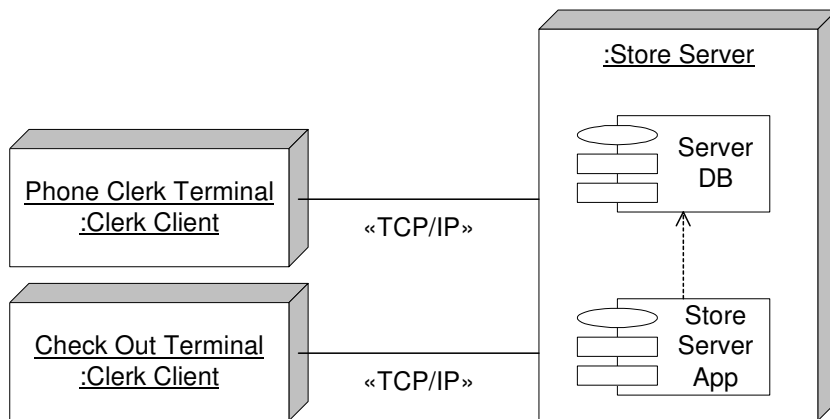 :Store Server
Server
DB
Phone Clerk Terminal
:Clerk Client
«TCP/IP»
Store
Server
App
Check Out Terminal
:Clerk Client
«TCP/IP»